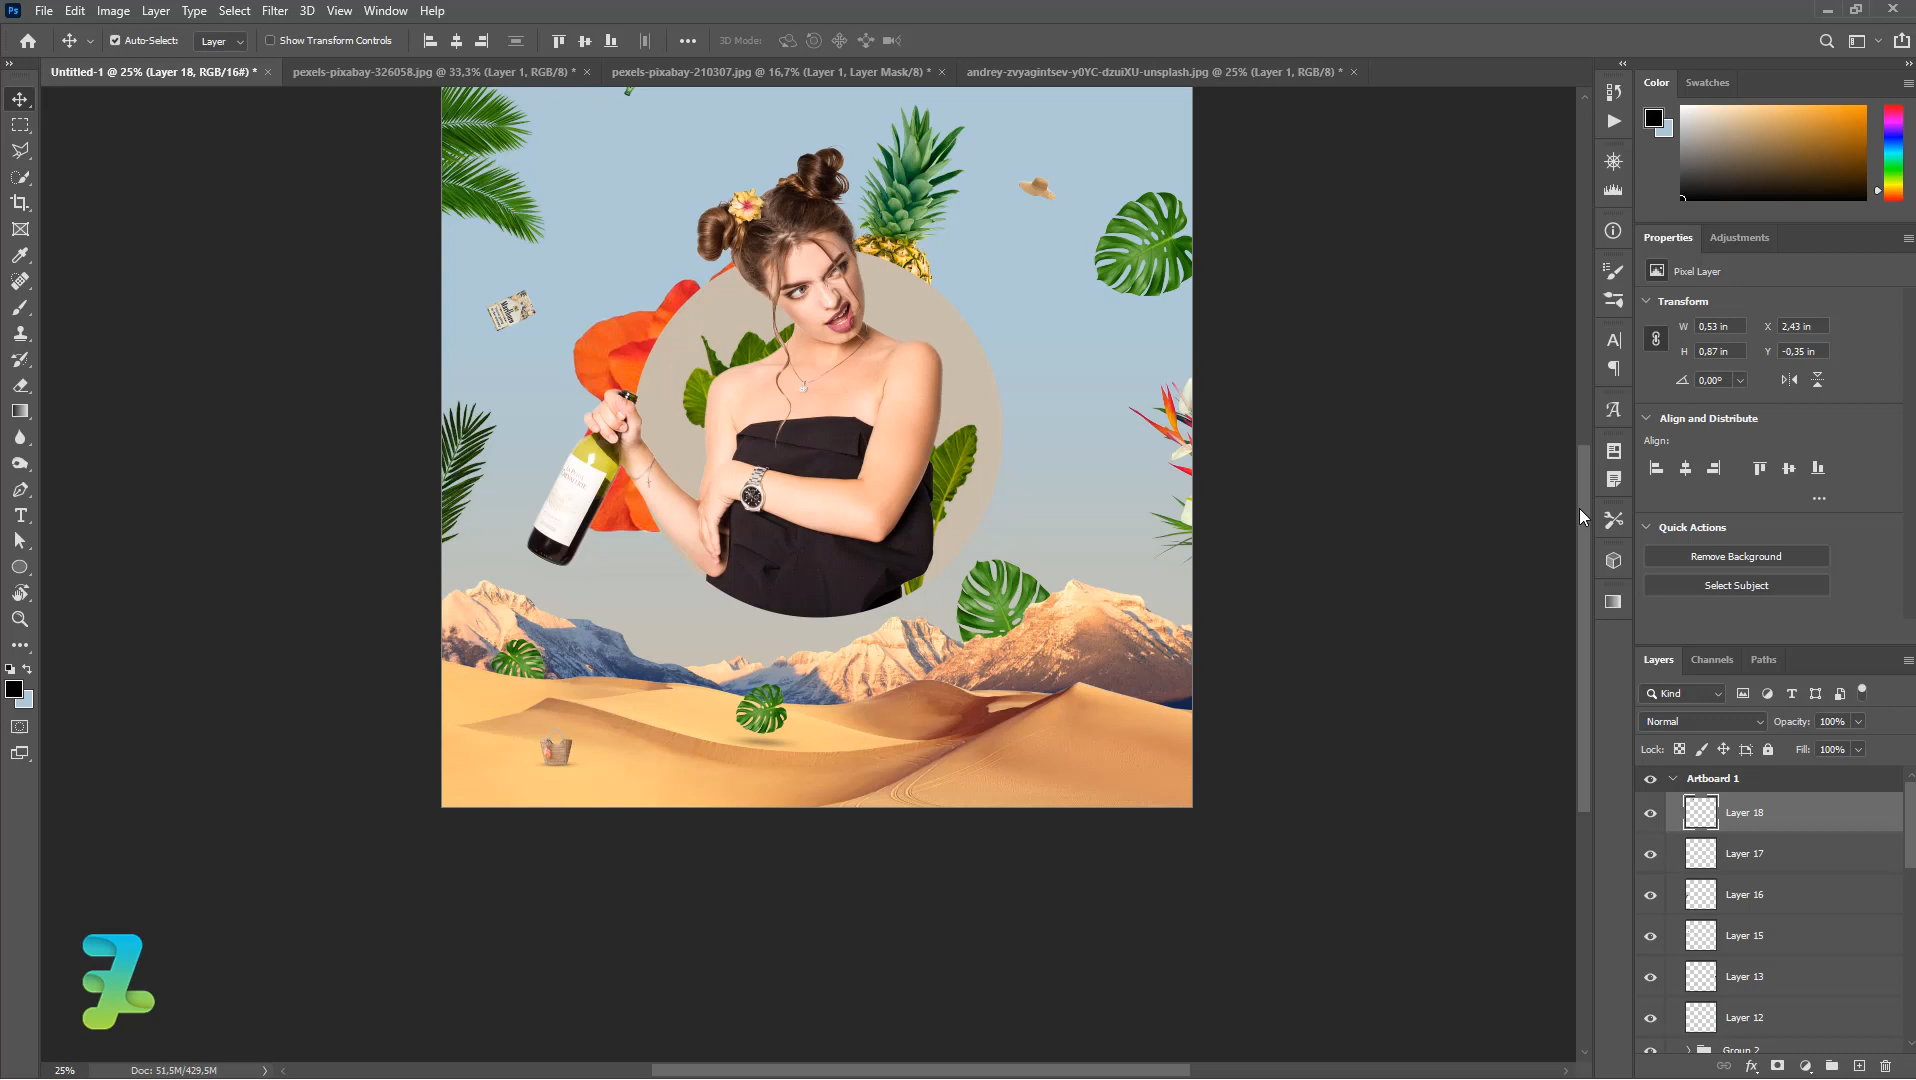 Ps File Edit Image Layer Type Select Filter 3D View Window Help
Auto-Select: Layer Show Transform Controls 3D Mode:
Untitled-1 @ 25% (Layer 18, RGB/16#) * pexels-pixabay-326058.jpg @ 33,3% (Layer 1, RGB/8) * pexels-pixabay-210307.jpg @ 16,7% (Layer 1, Layer Mask/8) * andrey-zvyagintsev-y0YC-dzuiXU-unsplash.jpg @ 25% (Layer 1, RGB/8) *
Color Swatches
Properties Adjustments
Pixel Layer
Transform
W 0,53 in X 2,43 in
H 0,87 in Y -0,35 in
0,00°
Align and Distribute
Align:
Quick Actions
Remove Background
Select Subject
Layers Channels Paths
Kind
Normal Opacity: 100%
Lock: Fill: 100%
Artboard 1
Layer 18
Layer 17
Layer 16
Layer 15
Layer 13
Layer 12
Group 2
25% Doc: 51,5M/429,5M